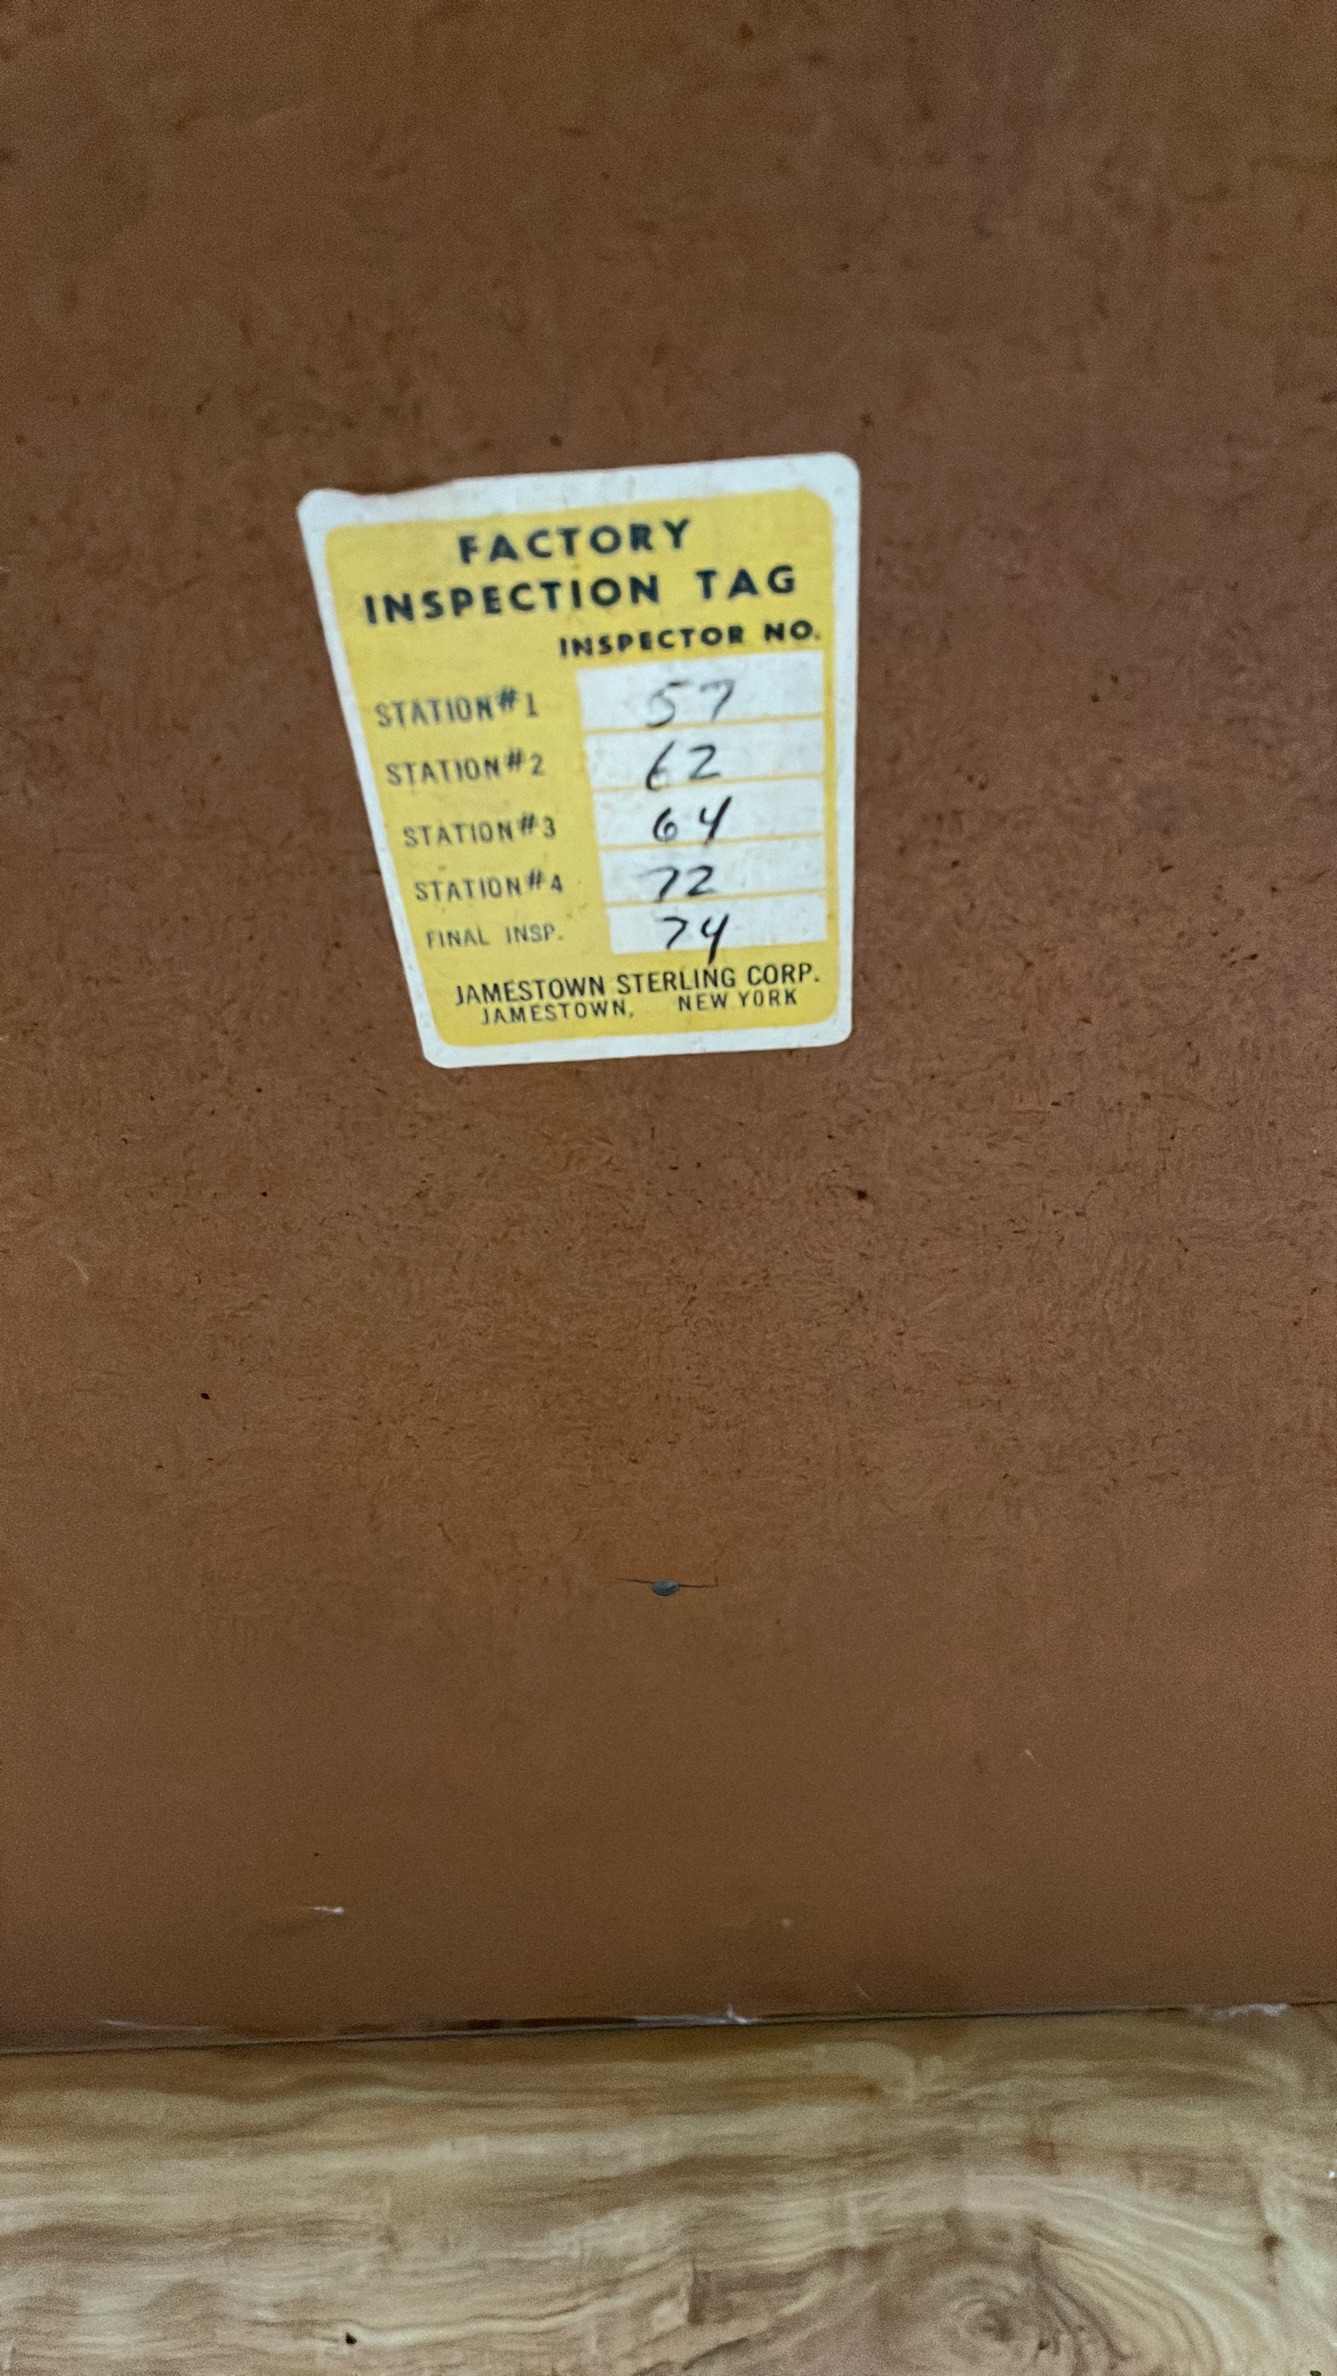 FACTORY
INSPECTION TAG
INSPECTOR NO.
STATION#1 57
STATION#2 62
STATION#3 64
STATION#4 72
FINAL INSP. 74
JAMESTOWN STERLING CORP.
JAMESTOWN, NEW YORK